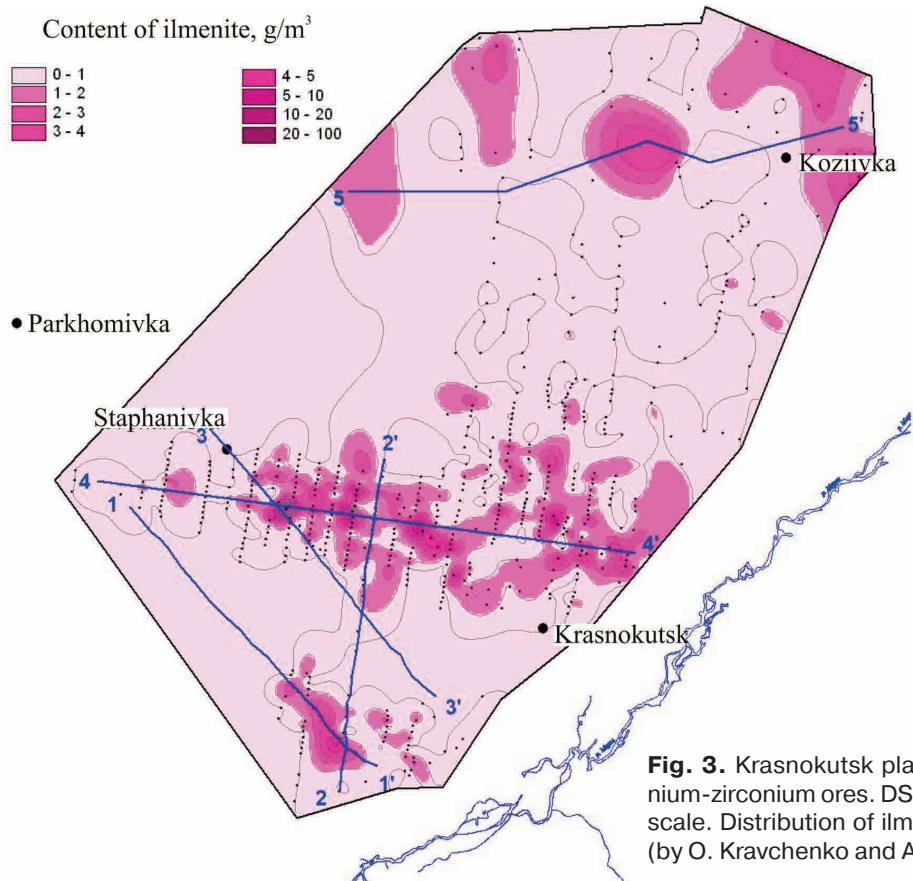 Content of ilmenite, g/m³
0 - 1
1 - 2
2 - 3
3 - 4
4 - 5
5 - 10
10 - 20
20 - 100
5'
Koziivka
5
Parkhomivka
Staphanivka
3
2'
4
1
4'
Krasnokutsk
3'
2
1'
Fig. 3. Krasnokutsk pla
nium-zirconium ores. DS
scale. Distribution of ilm
(by O. Kravchenko and A